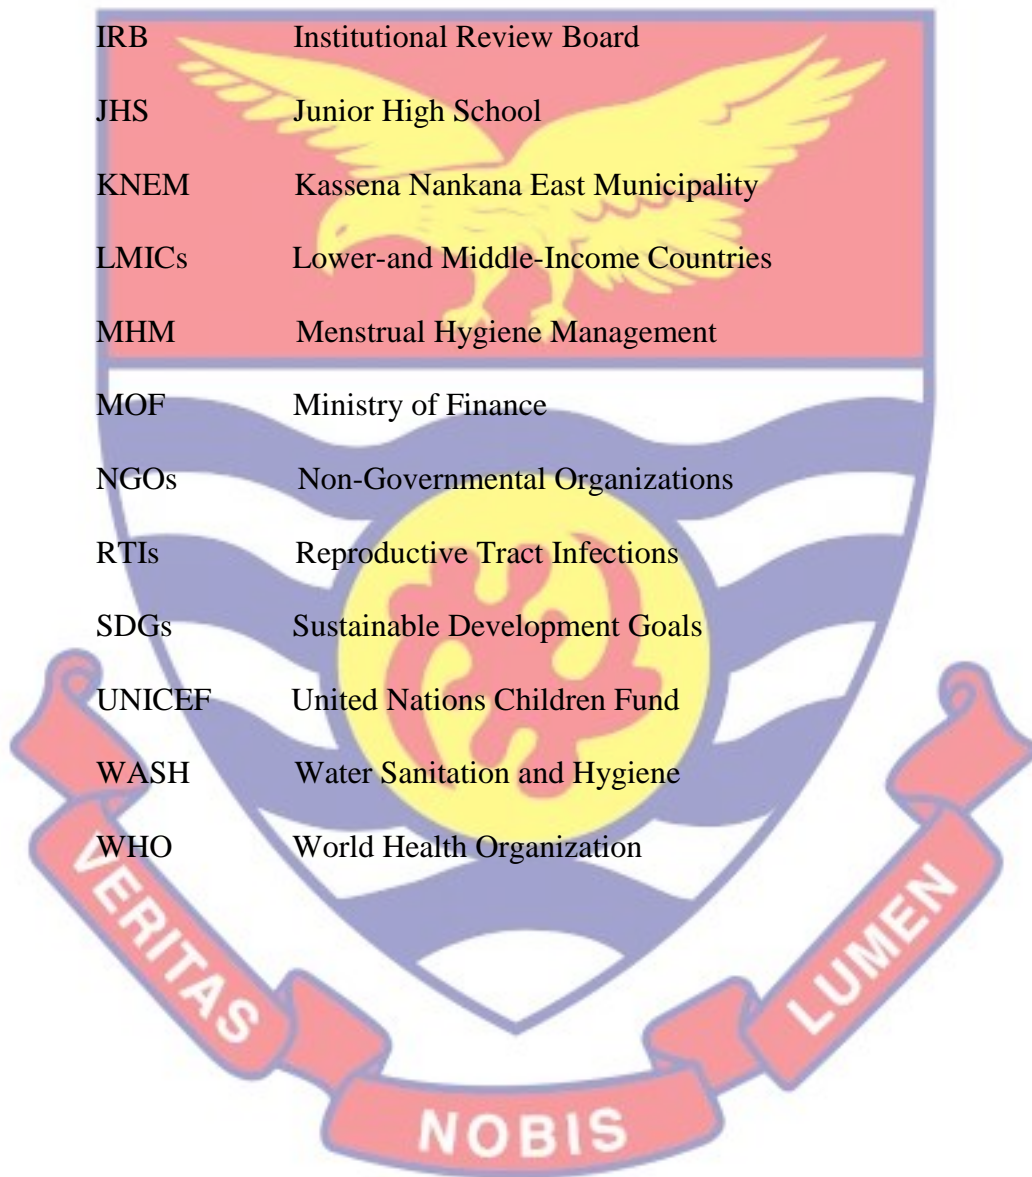 IRB Institutional Review Board
JHS Junior High School
KNEM Kassena Nankana East Municipality
LMICs Lower-and Middle-Income Countries
MHM Menstrual Hygiene Management
MOF Ministry of Finance
NGOs Non-Governmental Organizations
RTIs Reproductive Tract Infections
SDGs Sustainable Development Goals
UNICEF United Nations Children Fund
WASH Water Sanitation and Hygiene
WHO World Health Organization
VERITAS NOBIS LUMEN